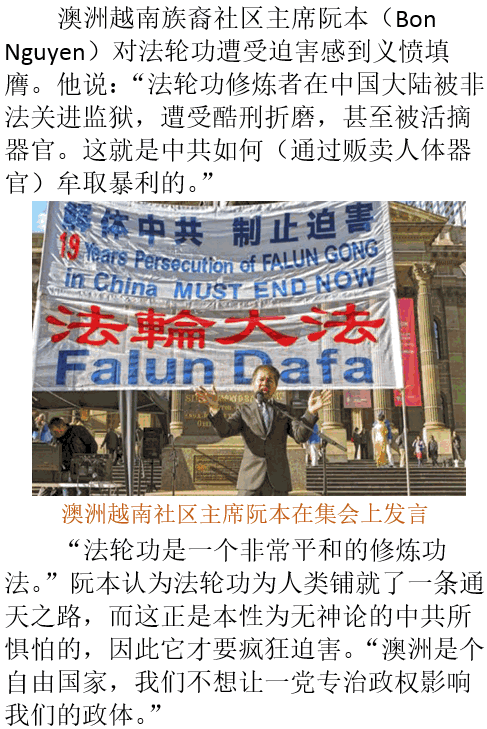 澳洲越南族裔社区主席阮本（Bon
Nguyen）对法轮功遭受迫害感到义愤填
膺。他说：“法轮功修炼者在中国大陆被非
法关进监狱，遭受酷刑折磨，甚至被活摘
器官。这就是中共如何（通过贩卖人体器
官）牟取暴利的。”
解体中共 制止迫害
19 Years Persecution of FALUN GONG
in China MUST END NOW
法輪大法
Falun Dafa
澳洲越南社区主席阮本在集会上发言
“法轮功是一个非常平和的修炼功
法。”阮本认为法轮功为人类铺就了一条通
天之路，而这正是本性为无神论的中共所
惧怕的，因此它才要疯狂迫害。“澳洲是个
自由国家，我们不想让一党专治政权影响
我们的政体。”